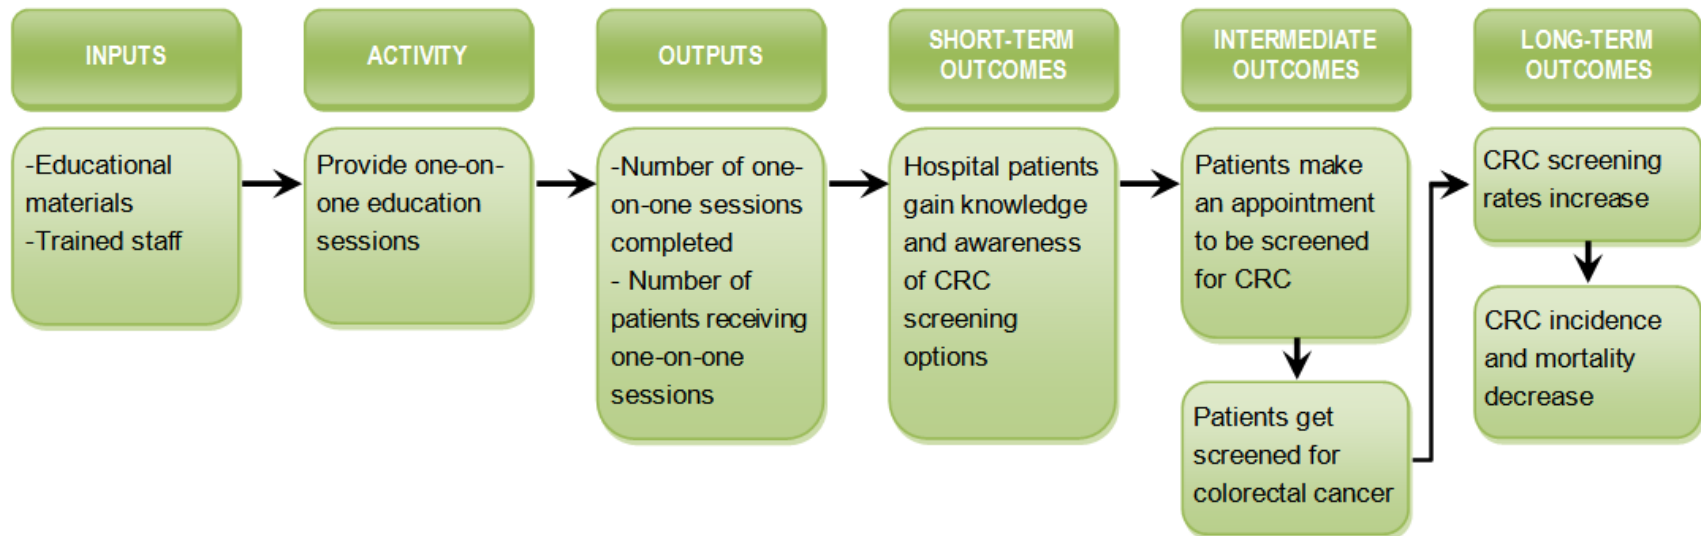 INPUTS
ACTIVITY
OUTPUTS
SHORT-TERM
OUTCOMES
INTERMEDIATE
OUTCOMES
LONG-TERM
OUTCOMES
-Educational
materials
-Trained staff
Provide one-on-
one education
sessions
-Number of one-
on-one sessions
completed
- Number of
patients receiving
one-on-one
sessions
Hospital patients
gain knowledge
and awareness
of CRC
screening
options
Patients make
an appointment
to be screened
for CRC
Patients get
screened for
colorectal cancer
CRC screening
rates increase
CRC incidence
and mortality
decrease